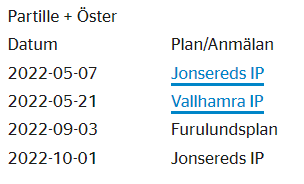 Partille + Öster
Datum Plan/Anmälan
2022-05-07 Jonsereds IP
2022-05-21 Vallhamra IP
2022-09-03 Furulundsplan
2022-10-01 Jonsereds IP